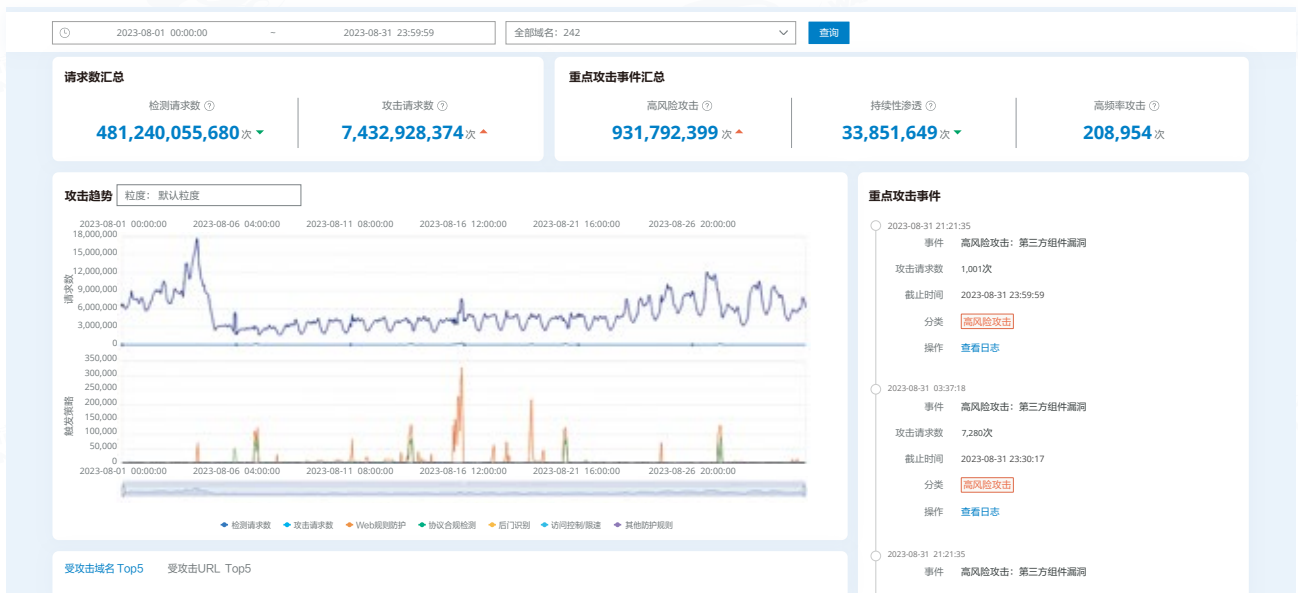 2023-08-01 00:00:00 – 2023-08-31 23:59:59 全部域名：242 查询
请求数汇总
检测请求数 攻击请求数
481,240,055,680次 7,432,928,374次
重点攻击事件汇总
高风险攻击 持续性渗透 高频率攻击
931,792,399次 33,851,649次 208,954次
攻击趋势 粒度： 默认粒度
2023-08-01 00:00:00 2023-08-06 04:00:00 2023-08-11 08:00:00 2023-08-16 12:00:00 2023-08-21 16:00:00 2023-08-26 20:00:00
请求数
18,000,000
15,000,000
12,000,000
9,000,000
6,000,000
3,000,000
0
触发策略
350,000
300,000
250,000
200,000
150,000
100,000
50,000
0
2023-08-01 00:00:00 2023-08-06 04:00:00 2023-08-11 08:00:00 2023-08-16 12:00:00 2023-08-21 16:00:00 2023-08-26 20:00:00
检测请求数 攻击请求数 Web规则防护 协议合规检测 后门识别 访问控制/限速 其他防护规则
受攻击域名Top5 受攻击URL Top5
重点攻击事件
2023-08-31 21:21:35
事件 高风险攻击：第三方组件漏洞
攻击请求数 1,001次
截止时间 2023-08-31 23:59:59
分类 高风险攻击
操作 查看日志
2023-08-31 03:37:18
事件 高风险攻击：第三方组件漏洞
攻击请求数 7,280次
截止时间 2023-08-31 23:30:17
分类 高风险攻击
操作 查看日志
2023-08-31 21:21:35
事件 高风险攻击：第三方组件漏洞